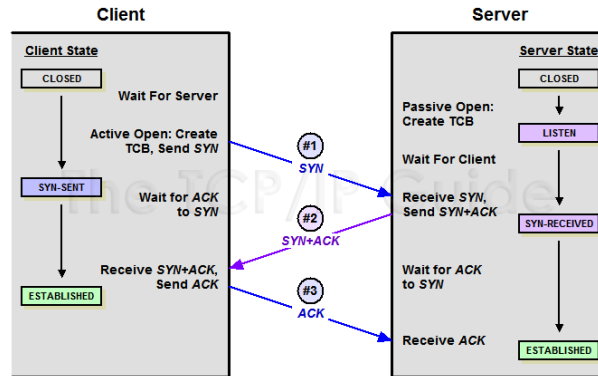 Client
Server
Client State
Server State
CLOSED
CLOSED
Wait For Server
Passive Open:
Create TCB
Active Open: Create
TCB, Send SYN
#1
SYN
LISTEN
Wait For Client
SYN-SENT
Wait for ACK
to SYN
The TCP/IP Guide
Receive SYN,
Send SYN+ACK
#2
SYN+ACK
SYN-RECEIVED
Receive SYN+ACK,
Send ACK
Wait for ACK
to SYN
ESTABLISHED
#3
ACK
Receive ACK
ESTABLISHED